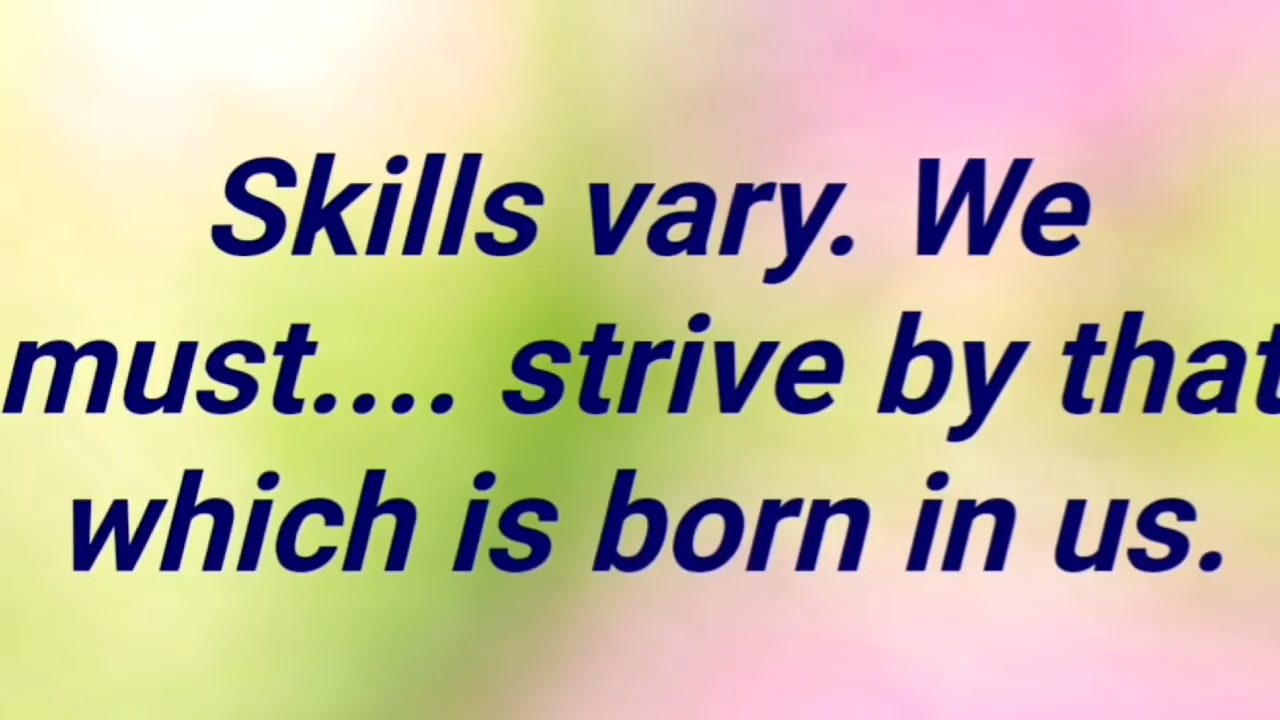 Skills vary. We
must.... strive by that
which is born in us.